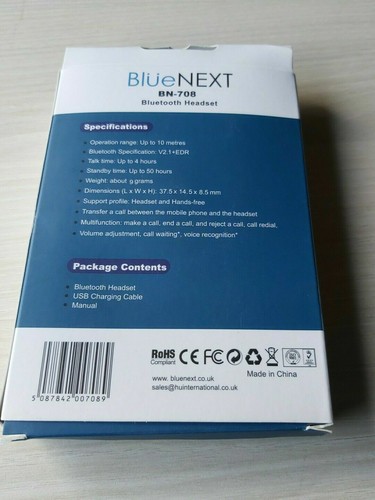 BlüeNEXT
BN-708
Bluetooth Headset
Specifications
Operation range: Up to 10 metres
Bluetooth Specification: V2.1+EDR
Talk time: Up to 4 hours
Standby time: Up to 50 hours
Weight: about g grams
Dimensions (L x W x H): 37.5 x 14.5 x 8.5 mm
Support profile: Headset and Hands-free
Transfer a call between the mobile phone and the headset
Multifunction: make a call, end a call, and reject a call, call redial,
Volume adjustment, call waiting*, voice recognition*
Package Contents
Bluetooth Headset
USB Charging Cable
Manual
RoHS
Compliant
CE FC
Made in China
www. bluenext.co.uk
sales@huinternational.co.uk
5 087842 007089